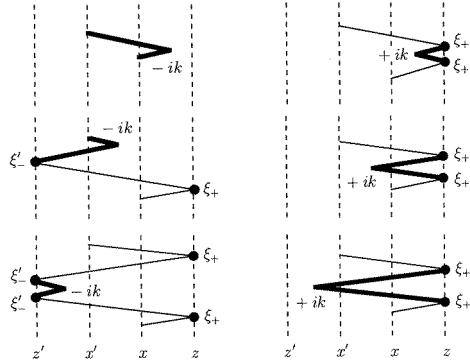 − ik
+ ik
ξ₊
ξ₊
− ik
ξ′₋
ξ₊
ξ₊
+ ik
ξ₊
ξ₊
ξ′₋
− ik
ξ′₋
ξ₊
ξ₊
+ ik
ξ₊
z′ x′ x z
z′ x′ x z